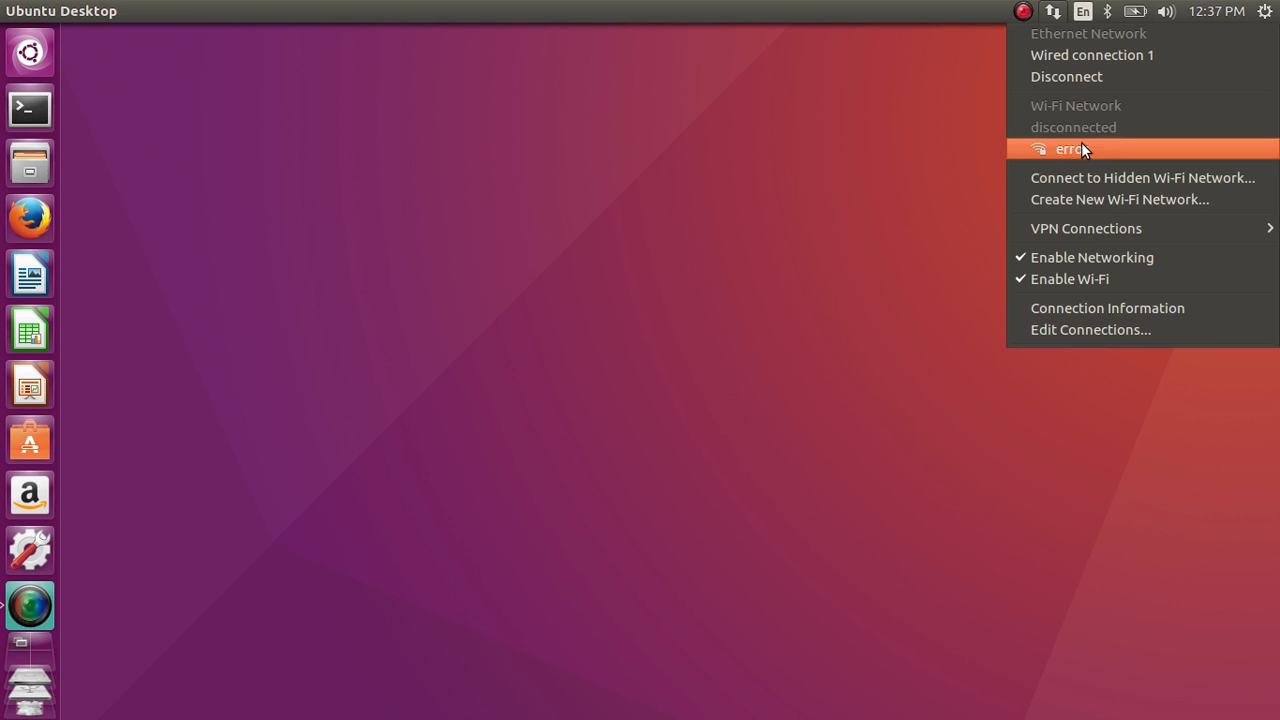 Ubuntu Desktop
En
12:37 PM
Ethernet Network
Wired connection 1
Disconnect
Wi-Fi Network
disconnected
Connect to Hidden Wi-Fi Network...
Create New Wi-Fi Network...
VPN Connections
Enable Networking
Enable Wi-Fi
Connection Information
Edit Connections...